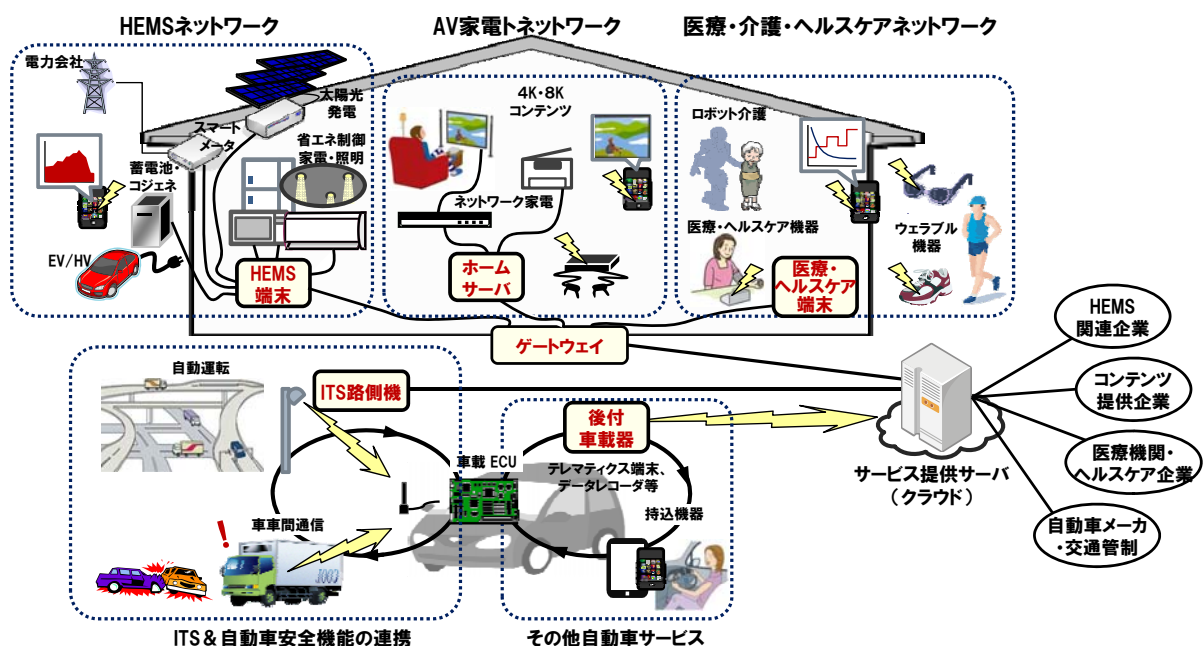 HEMSネットワーク
AV家電トネットワーク
医療・介護・ヘルスケアネットワーク
電力会社
太陽光
発電
スマート
メータ
省エネ制御
家電・照明
蓄電池・
コジェネ
EV/HV
HEMS
端末
4K・8K
コンテンツ
ネットワーク家電
ホーム
サーバ
ロボット介護
医療・ヘルスケア機器
ウェラブル
機器
医療・
ヘルスケア
端末
ゲートウェイ
HEMS
関連企業
コンテンツ
提供企業
医療機関・
ヘルスケア企業
自動車メーカ
・交通管制
サービス提供サーバ
（クラウド）
自動運転
ITS路側機
後付
車載器
車載 ECU
テレマティクス端末、
データレコーダ等
持込機器
車車間通信
!
1003
ITS＆自動車安全機能の連携
その他自動車サービス